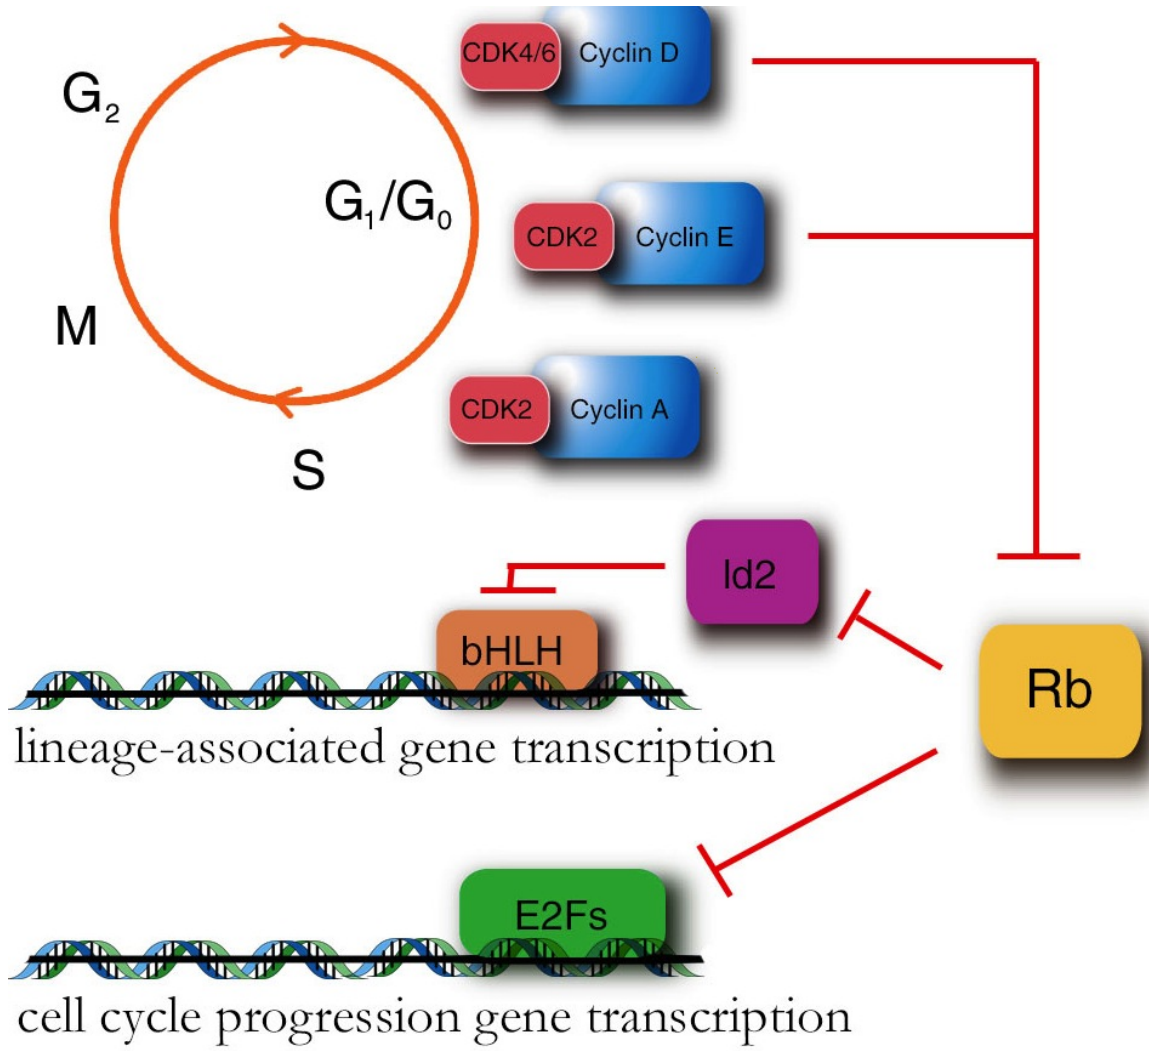 CDK4/6 Cyclin D
G₂
G₁/G₀
CDK2 Cyclin E
M
CDK2 Cyclin A
S
Id2
bHLH
Rb
lineage-associated gene transcription
E2Fs
cell cycle progression gene transcription